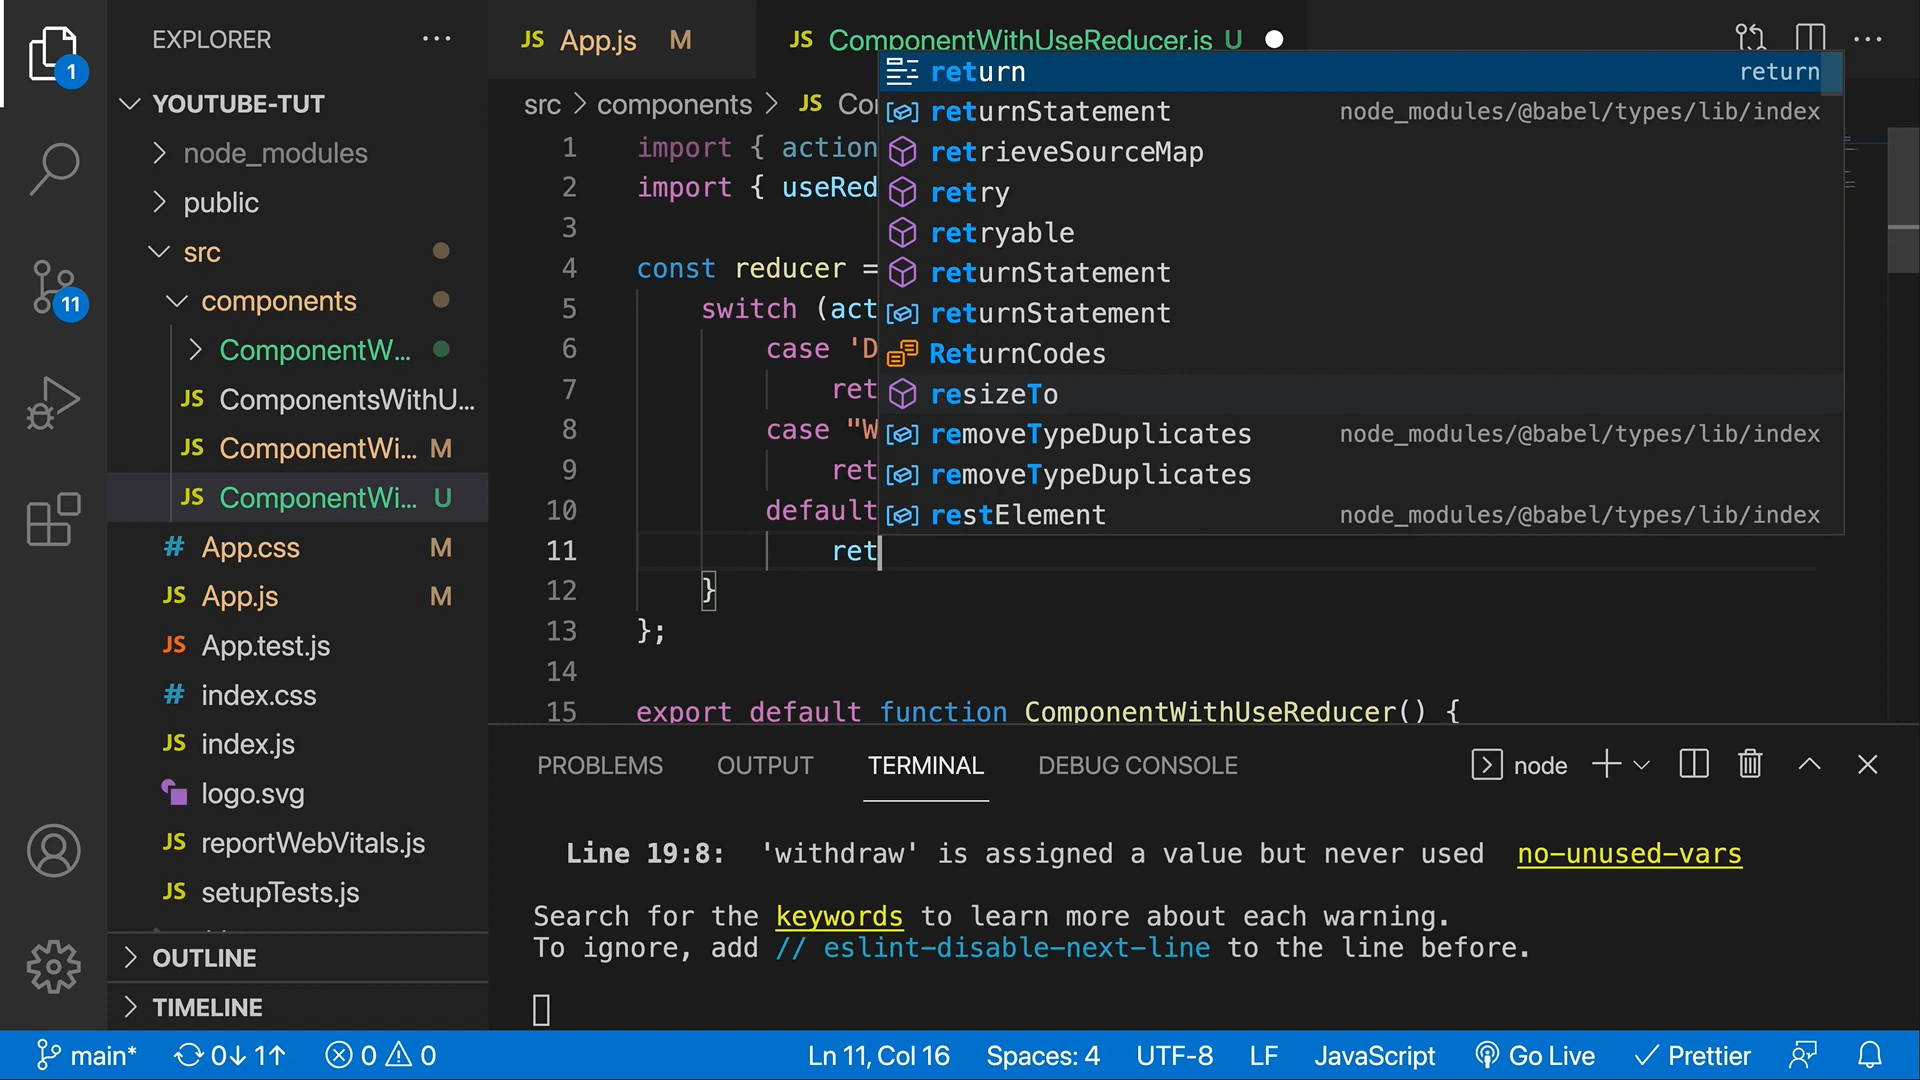 EXPLORER
1
YOUTUBE-TUT
node_modules
public
src
components
ComponentW...
JS ComponentsWithU...
JS ComponentWi... M
JS ComponentWi... U
# App.css M
JS App.js M
JS App.test.js
# index.css
JS index.js
logo.svg
JS reportWebVitals.js
JS setupTests.js
OUTLINE
TIMELINE
11
JS App.js M
JS ComponentWithUseReducer.js U
src > components > JS Co
1 import { action
2 import { useRed
3
4 const reducer =
5 switch (act
6 case 'D
7 ret
8 case "W
9 ret
10 default
11 ret
12 }
13 };
14
15 export default function ComponentWithUseReducer() {
return return
returnStatement node_modules/@babel/types/lib/index
retrieveSourceMap
retry
retryable
returnStatement
returnStatement
ReturnCodes
resizeTo
removeTypeDuplicates node_modules/@babel/types/lib/index
removeTypeDuplicates
restElement node_modules/@babel/types/lib/index
PROBLEMS OUTPUT TERMINAL DEBUG CONSOLE node
Line 19:8: 'withdraw' is assigned a value but never used no-unused-vars
Search for the keywords to learn more about each warning.
To ignore, add // eslint-disable-next-line to the line before.
main* 0↓ 1↑ 0 0 Ln 11, Col 16 Spaces: 4 UTF-8 LF JavaScript Go Live Prettier